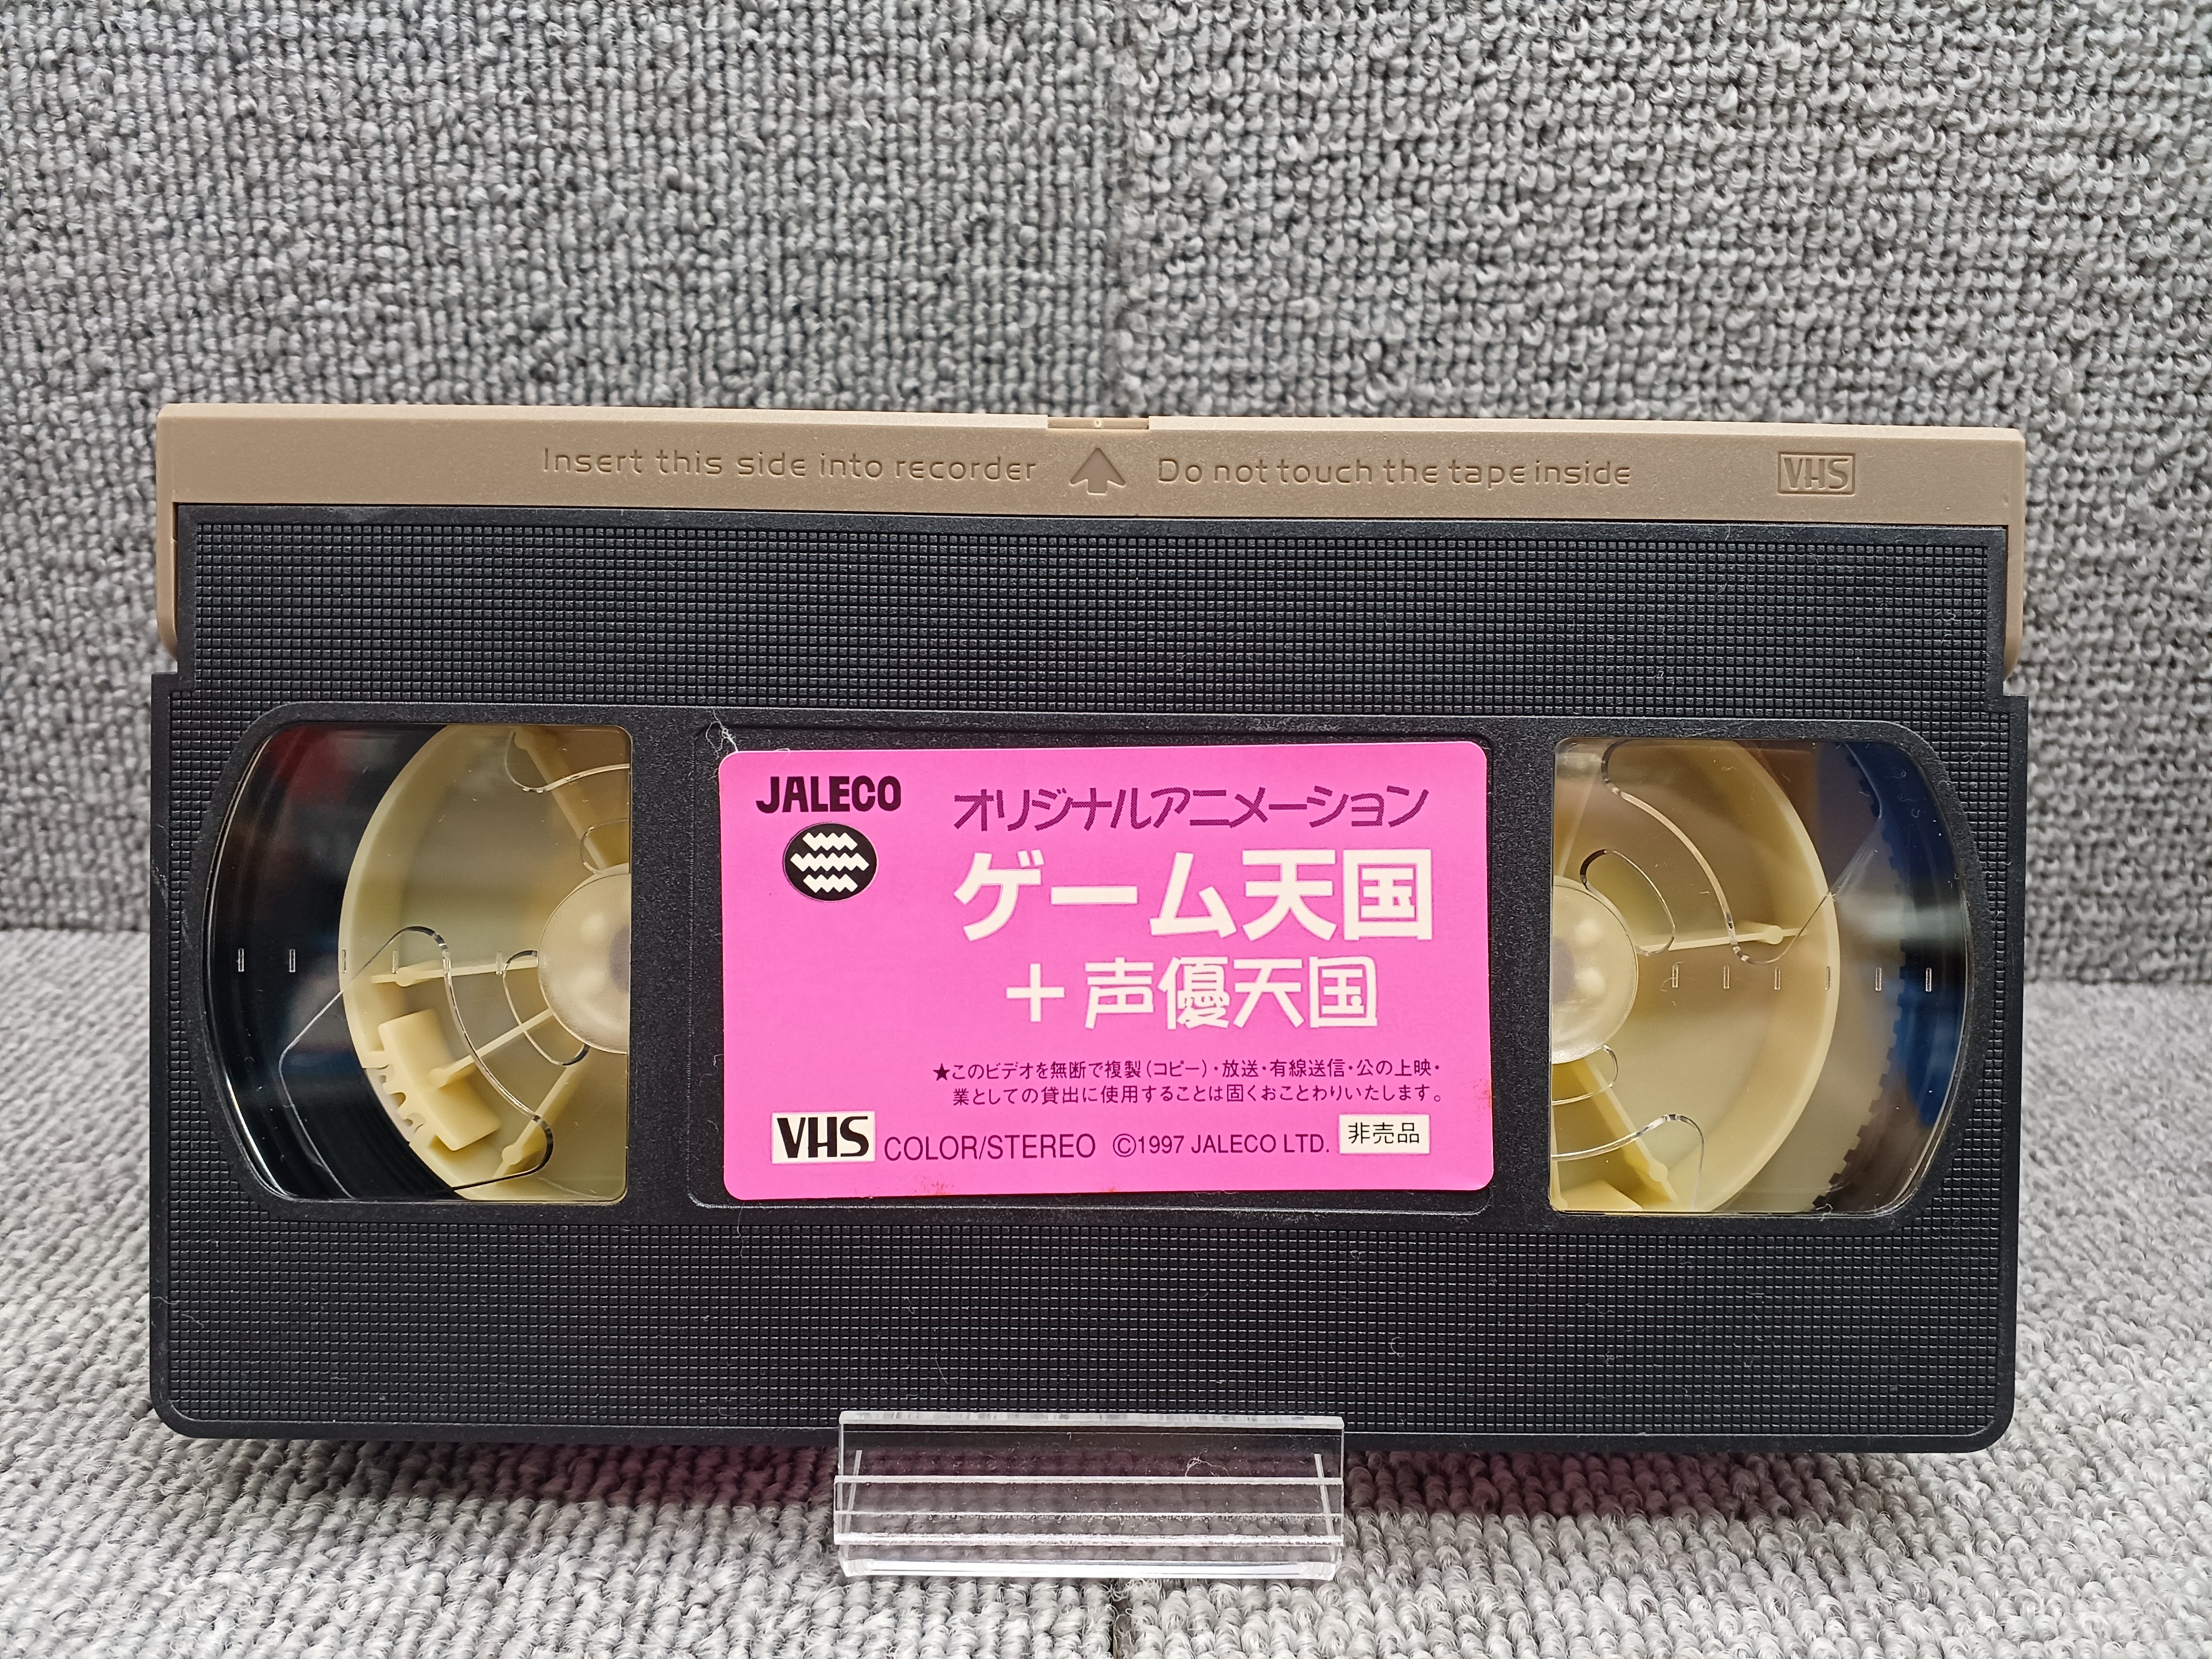 Insert this side into recorder Do not touch the tape inside VHS
JALECO
オリジナルアニメーション
ゲーム天国
+声優天国
★このビデオを無断で複製(コピー)・放送・有線送信・公の上映・
業としての貸出に使用することは固くおことわりいたします。
VHS COLOR/STEREO ©1997 JALECO LTD. 非売品